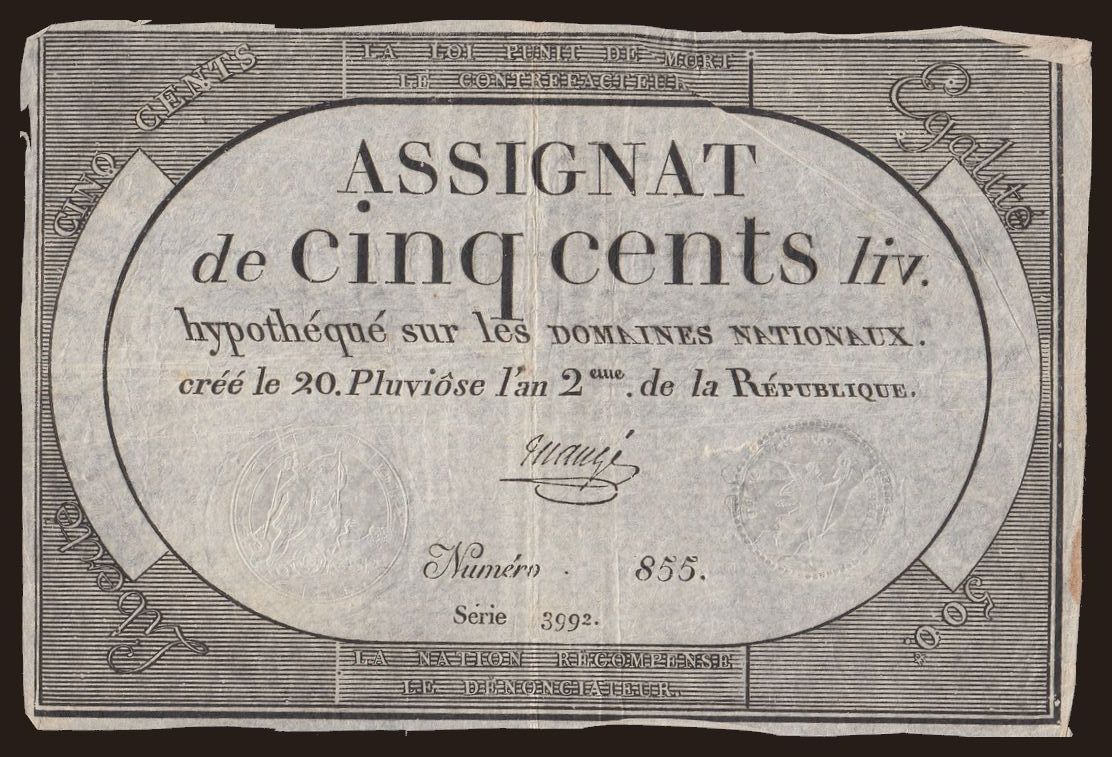 LA LOI PUNIT DE MORT
LE CONTREFACTEUR
CINQ CENTS
Egalité
ASSIGNAT
de cinq cents liv.
hypothéqué sur les DOMAINES NATIONAUX.
créé le 20. Pluviôse l'an 2eme. de la RÉPUBLIQUE.
Numéro . 855.
Série 3992.
Liberté
500#
LA NATION RÉCOMPENSE
LE DÉNONCIATEUR.